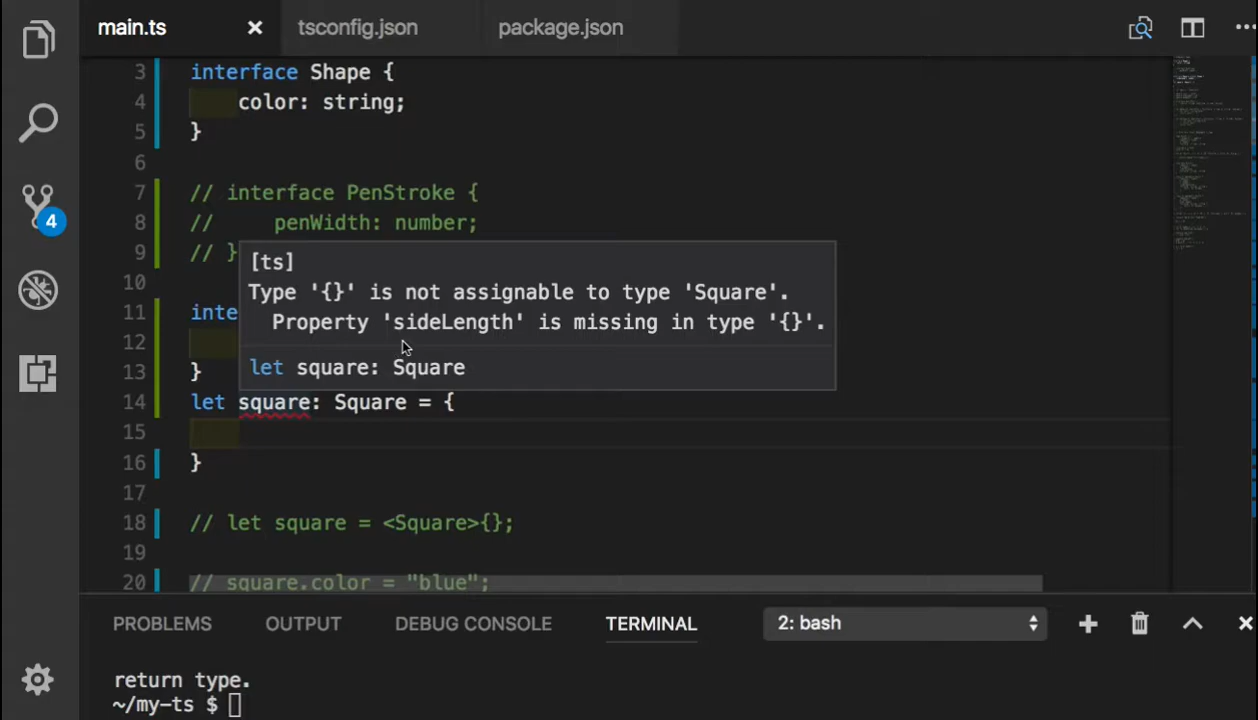 main.ts
tsconfig.json
package.json
3 interface Shape {
4 color: string;
5 }
6
7 // interface PenStroke {
8 // penWidth: number;
9 // }
[ts]
10
Type '{}' is not assignable to type 'Square'.
11 inte
Property 'sideLength' is missing in type '{}'.
12
13 }
let square: Square
14 let square: Square = {
15
16 }
17
18 // let square = <Square>{};
19
20 // square.color = "blue";
4
PROBLEMS
OUTPUT
DEBUG CONSOLE
TERMINAL
2: bash
return type.
~/my-ts $